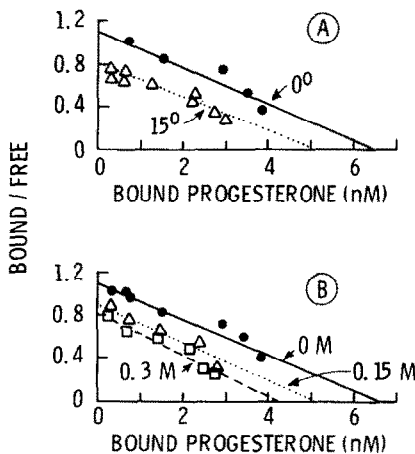 BOUND / FREE
A
1.2
0.8
0.4
0
0°
15°
0 2 4 6
BOUND PROGESTERONE (nM)
B
1.2
0.8
0.4
0
0 M
0.15 M
0.3 M
0 2 4 6
BOUND PROGESTERONE (nM)